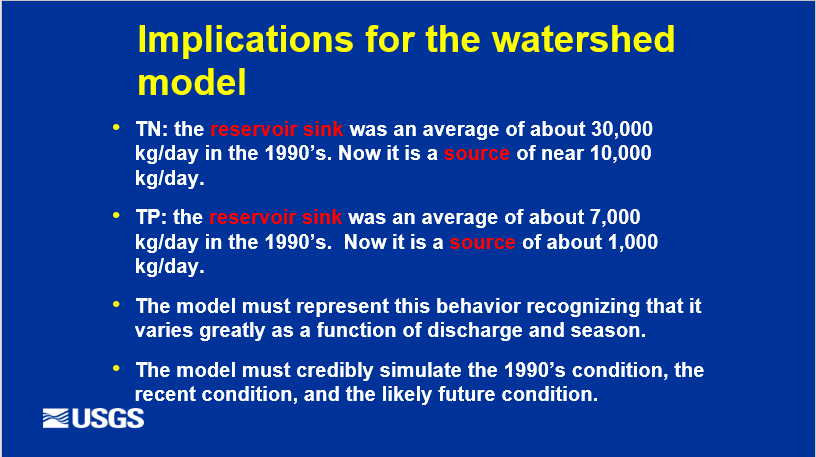 Implications for the watershed
model
• TN: the reservoir sink was an average of about 30,000
kg/day in the 1990’s. Now it is a source of near 10,000
kg/day.
• TP: the reservoir sink was an average of about 7,000
kg/day in the 1990’s.  Now it is a source of about 1,000
kg/day.
• The model must represent this behavior recognizing that it
varies greatly as a function of discharge and season.
• The model must credibly simulate the 1990’s condition, the
recent condition, and the likely future condition.
USGS